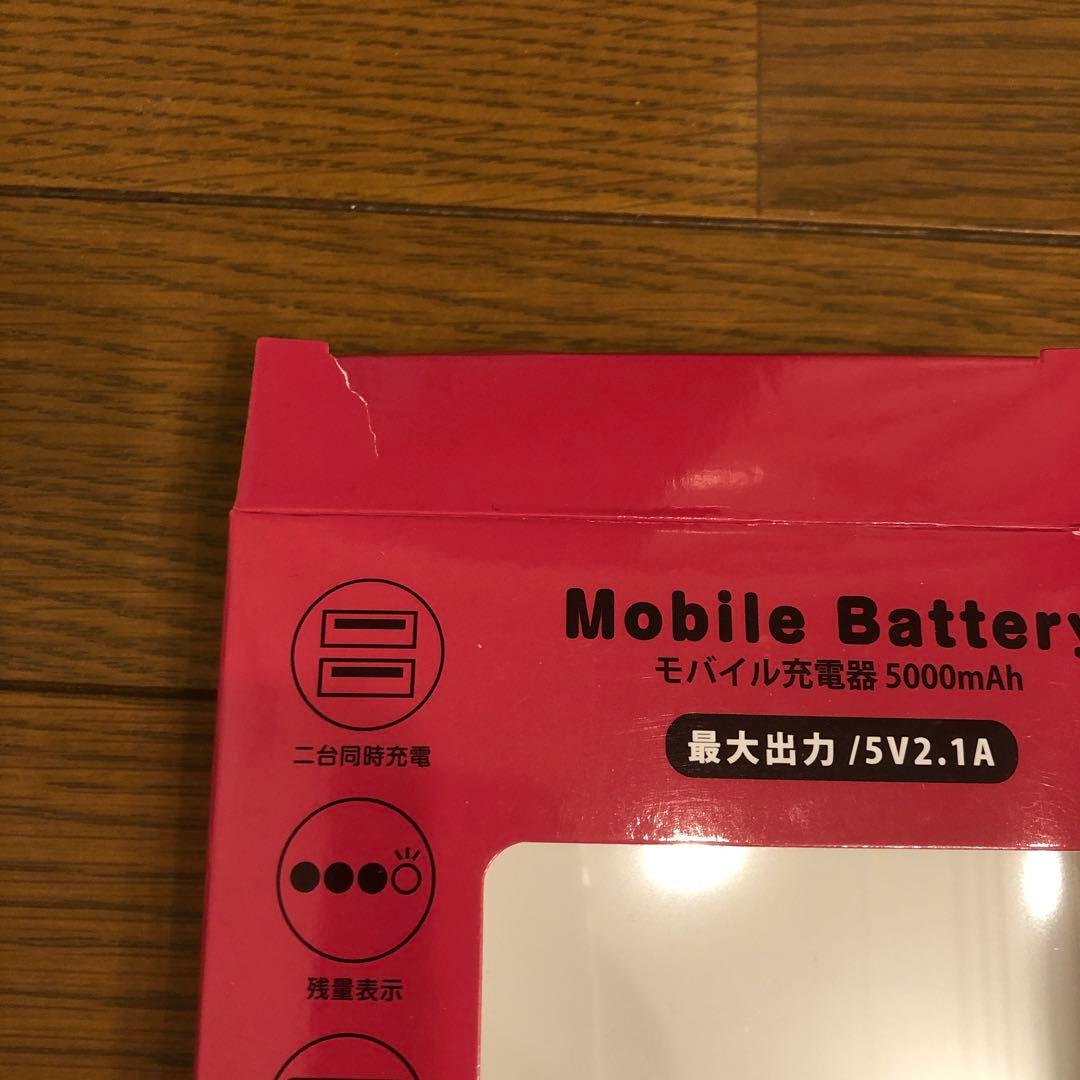 Mobile Battery
モバイル充電器 5000mAh
最大出力 /5V2.1A
二台同時充電
残量表示